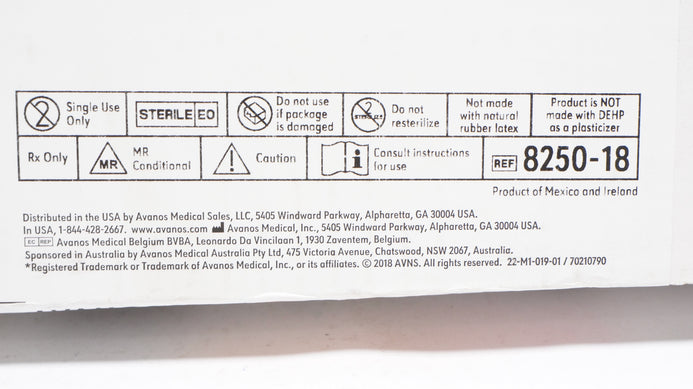 2 Single Use Only
STERILE EO
Do not use if package is damaged
2 STERILIZE Do not resterilize
Not made with natural rubber latex
Product is NOT made with DEHP as a plasticizer
Rx Only
MR MR Conditional
! Caution
i Consult instructions for use
REF 8250-18
Product of Mexico and Ireland
Distributed in the USA by Avanos Medical Sales, LLC, 5405 Windward Parkway, Alpharetta, GA 30004 USA.
In USA, 1-844-428-2667. www.avanos.com Avanos Medical, Inc., 5405 Windward Parkway, Alpharetta, GA 30004 USA.
EC REP Avanos Medical Belgium BVBA, Leonardo Da Vincilaan 1, 1930 Zaventem, Belgium.
Sponsored in Australia by Avanos Medical Australia Pty Ltd, 475 Victoria Avenue, Chatswood, NSW 2067, Australia.
*Registered Trademark or Trademark of Avanos Medical, Inc., or its affiliates. © 2018 AVNS. All rights reserved. 22-M1-019-01 / 70210790